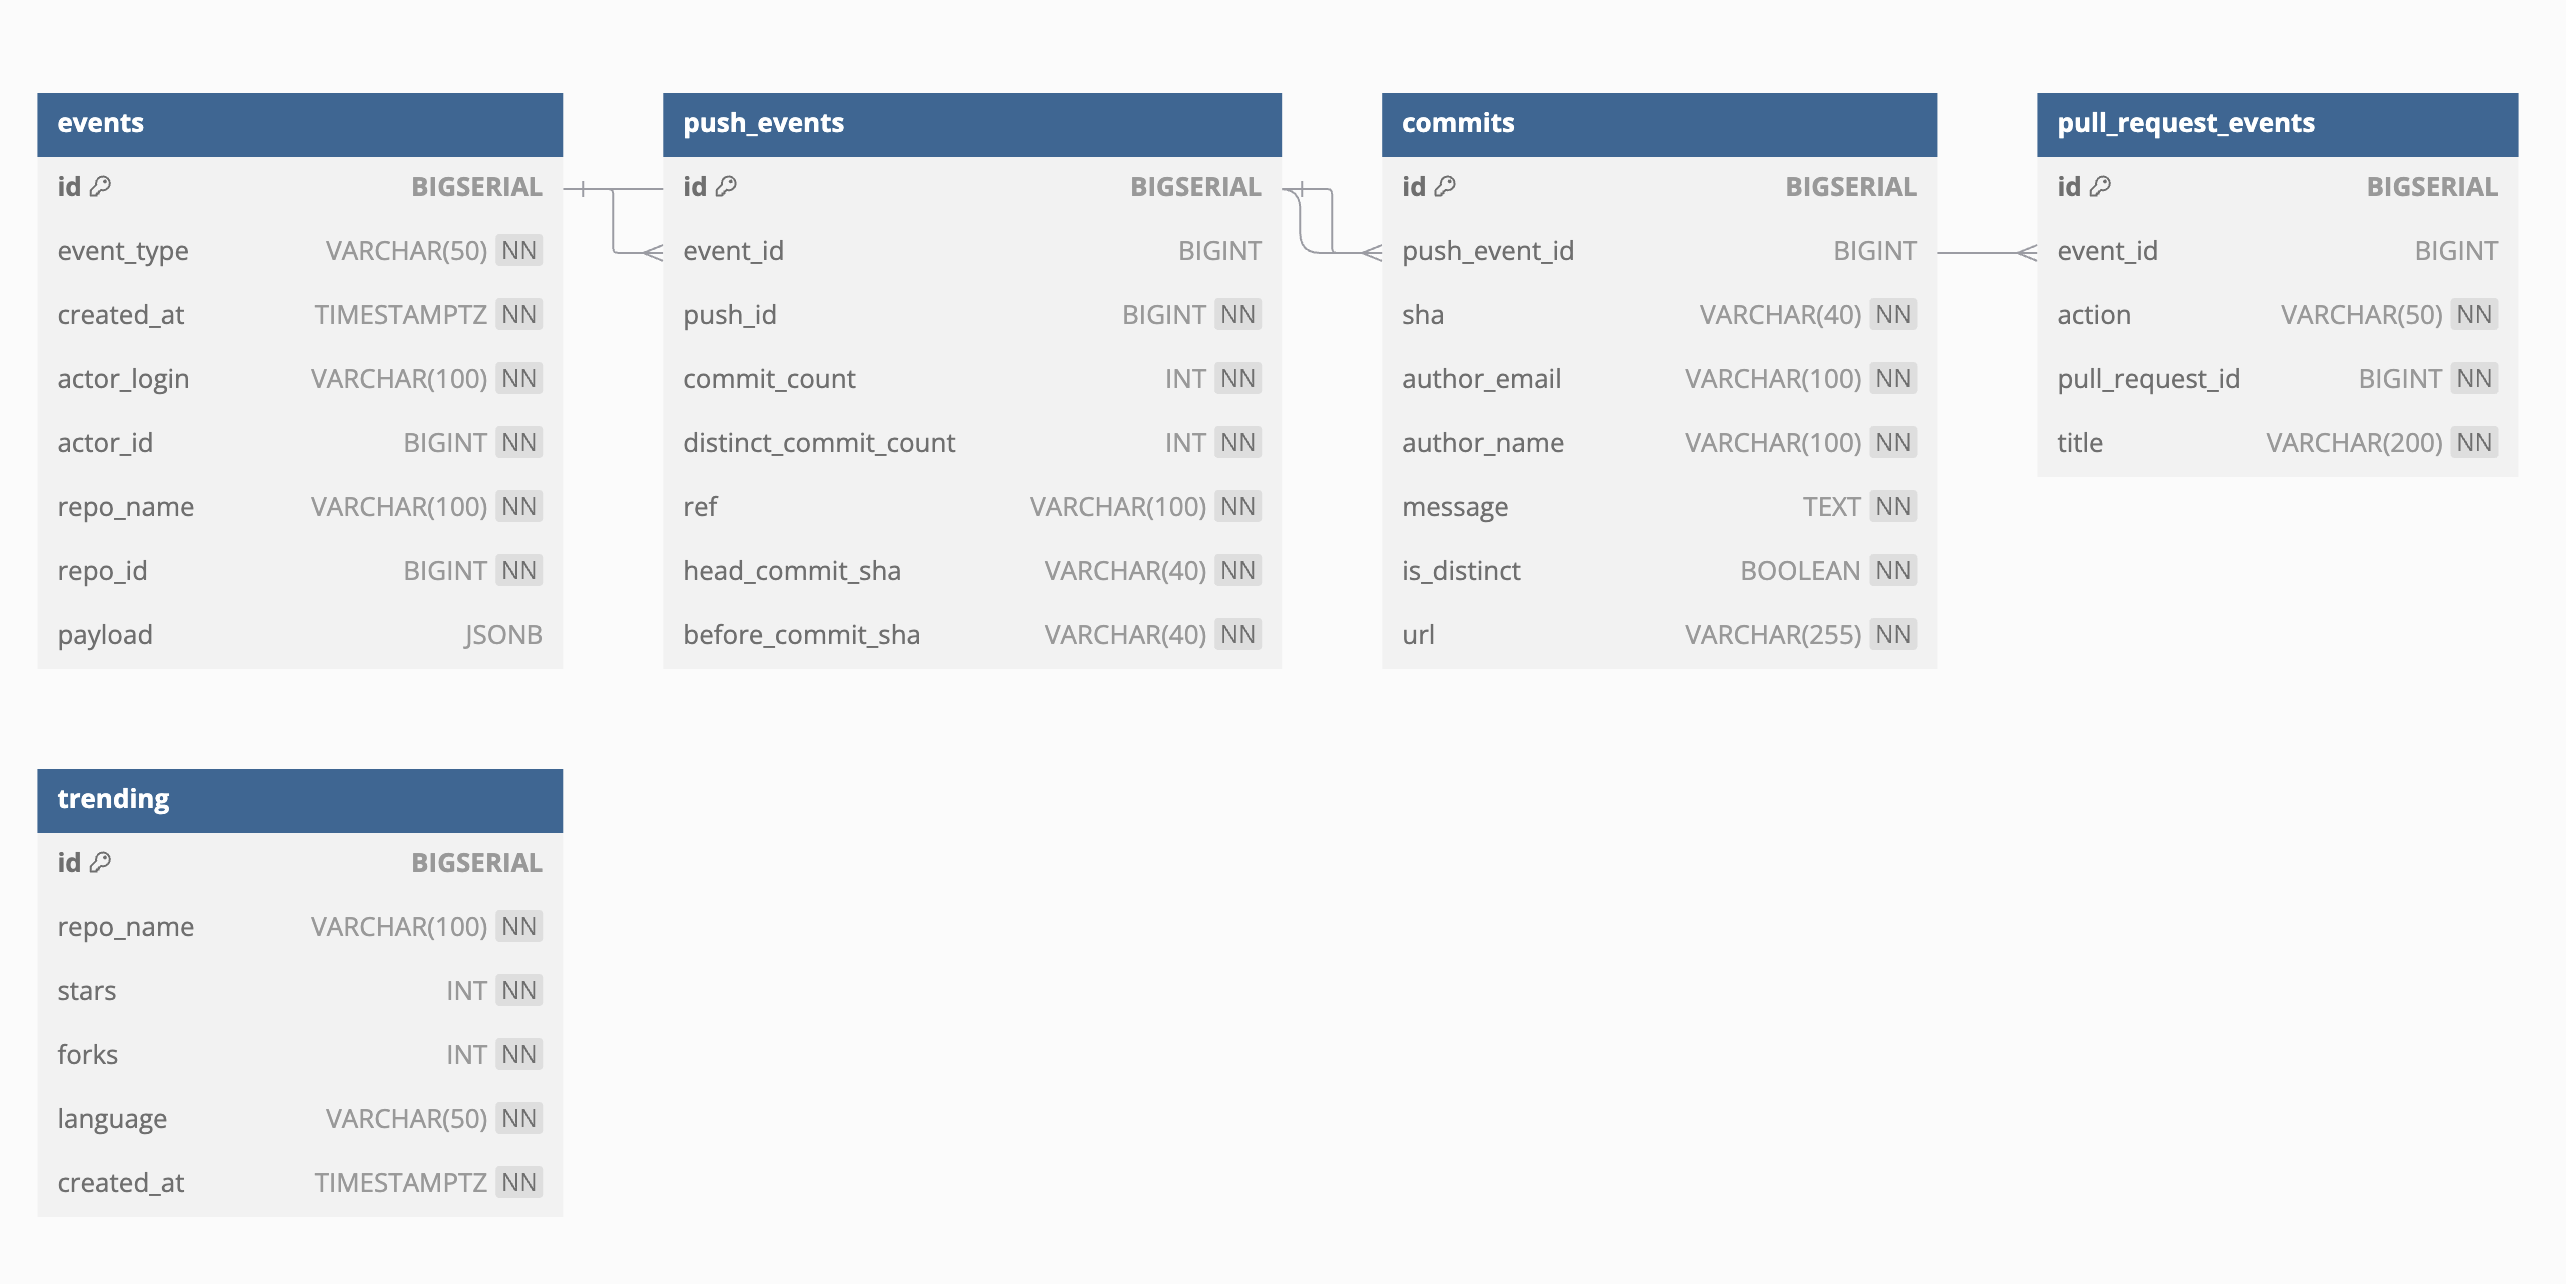 events
id BIGSERIAL
event_type VARCHAR(50) NN
created_at TIMESTAMPTZ NN
actor_login VARCHAR(100) NN
actor_id BIGINT NN
repo_name VARCHAR(100) NN
repo_id BIGINT NN
payload JSONB
push_events
id BIGSERIAL
event_id BIGINT
push_id BIGINT NN
commit_count INT NN
distinct_commit_count INT NN
ref VARCHAR(100) NN
head_commit_sha VARCHAR(40) NN
before_commit_sha VARCHAR(40) NN
commits
id BIGSERIAL
push_event_id BIGINT
sha VARCHAR(40) NN
author_email VARCHAR(100) NN
author_name VARCHAR(100) NN
message TEXT NN
is_distinct BOOLEAN NN
url VARCHAR(255) NN
pull_request_events
id BIGSERIAL
event_id BIGINT
action VARCHAR(50) NN
pull_request_id BIGINT NN
title VARCHAR(200) NN
trending
id BIGSERIAL
repo_name VARCHAR(100) NN
stars INT NN
forks INT NN
language VARCHAR(50) NN
created_at TIMESTAMPTZ NN